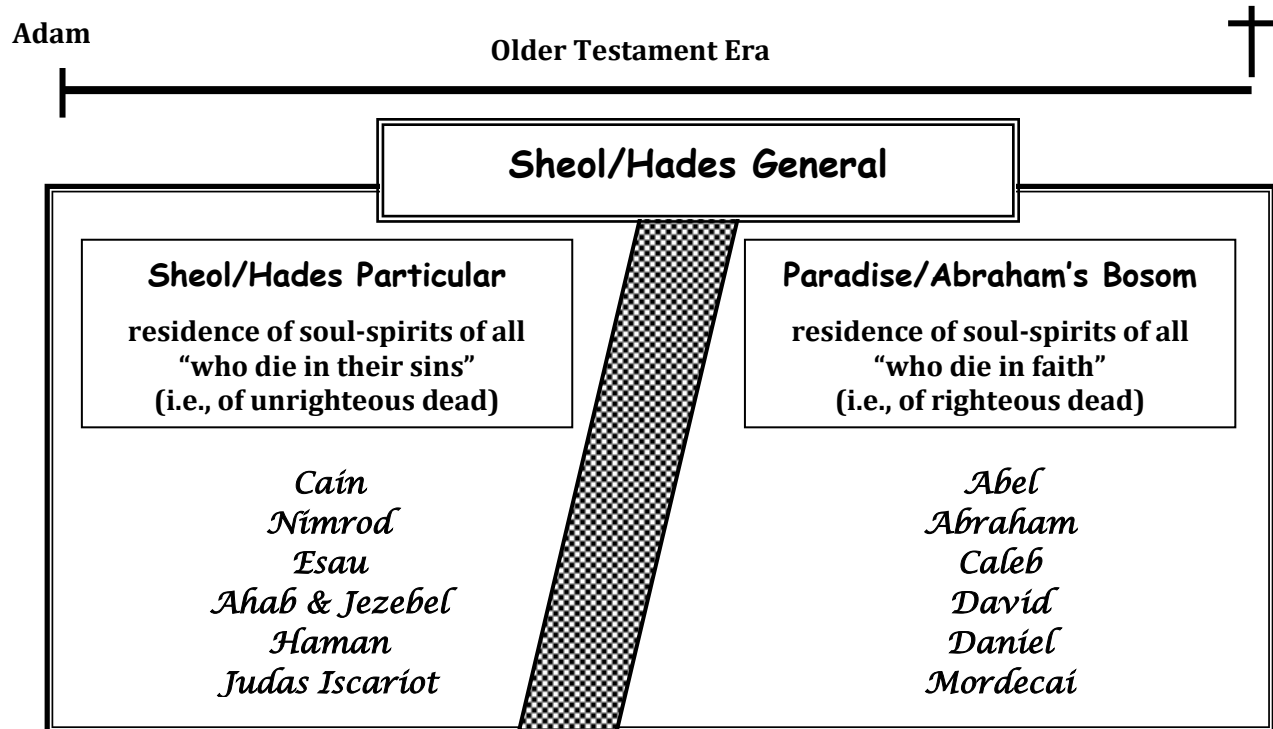 Adam
Older Testament Era
Sheol/Hades General
Sheol/Hades Particular
residence of soul-spirits of all
“who die in their sins”
(i.e., of unrighteous dead)
Cain
Nimrod
Esau
Ahab & Jezebel
Haman
Judas Iscariot
Paradise/Abraham’s Bosom
residence of soul-spirits of all
“who die in faith”
(i.e., of righteous dead)
Abel
Abraham
Caleb
David
Daniel
Mordecai